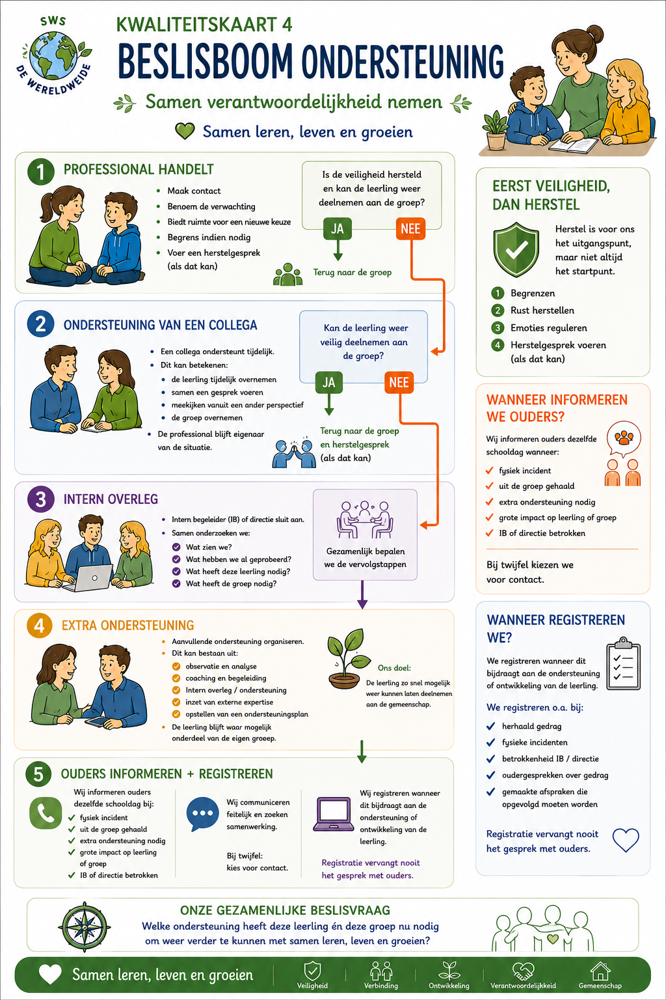 SWS
DE WERELDWEIDE
KWALITEITSKAART 4
BESLISBOOM ONDERSTEUNING
Samen verantwoordelijkheid nemen
Samen leren, leven en groeien
1
PROFESSIONAL HANDELT
• Maak contact
• Benoem de verwachting
• Biedt ruimte voor een nieuwe keuze
• Begrens indien nodig
• Voer een herstelgesprek
(als dat kan)
Is de veiligheid hersteld
en kan de leerling weer
deelnemen aan de groep?
JA
NEE
Terug naar de groep
2
ONDERSTEUNING VAN EEN COLLEGA
• Een collega ondersteunt tijdelijk.
• Dit kan betekenen:
• de leerling tijdelijk overnemen
• samen een gesprek voeren
• meekijken vanuit een ander perspectief
• de groep overnemen
• De professional blijft eigenaar
van de situatie.
Kan de leerling weer
veilig deelnemen aan
de groep?
JA
NEE
Terug naar de groep
en herstelgesprek
(als dat kan)
3
INTERN OVERLEG
• Intern begeleider (IB) of directie sluit aan.
• Samen onderzoeken we:
Wat zien we?
Wat hebben we al geprobeerd?
Wat heeft deze leerling nodig?
Wat heeft de groep nodig?
Gezamenlijk bepalen
we de vervolgstappen
4
EXTRA ONDERSTEUNING
• Aanvullende ondersteuning organiseren.
• Dit kan bestaan uit:
observatie en analyse
coaching en begeleiding
Intern overleg / ondersteuning
inzet van externe expertise
opstellen van een ondersteuningsplan
• De leerling blijft waar mogelijk
onderdeel van de eigen groep.
Ons doel:
De leerling zo snel mogelijk
weer kunnen laten deelnemen
aan de gemeenschap.
5
OUDERS INFORMEREN + REGISTREREN
Wij informeren ouders
dezelfde schooldag bij:
fysiek incident
uit de groep gehaald
extra ondersteuning nodig
grote impact op leerling
of groep
IB of directie betrokken
Wij communiceren
feitelijk en zoeken
samenwerking.
Bij twijfel:
kies voor contact.
Wij registreren wanneer
dit bijdraagt aan de
ondersteuning of
ontwikkeling van de
leerling.
Registratie vervangt nooit
het gesprek met ouders.
EERST VEILIGHEID,
DAN HERSTEL
Herstel is voor ons
het uitgangspunt,
maar niet altijd
het startpunt.
1 Begrenzen
2 Rust herstellen
3 Emoties reguleren
4 Herstelgesprek voeren
(als dat kan)
WANNEER INFORMEREN
WE OUDERS?
Wij informeren ouders dezelfde
schooldag wanneer:
fysiek incident
uit de groep gehaald
extra ondersteuning nodig
grote impact op leerling of groep
IB of directie betrokken
Bij twijfel kiezen we
voor contact.
WANNEER REGISTREREN
WE?
We registreren wanneer dit
bijdraagt aan de ondersteuning
of ontwikkeling van de leerling.
We registreren o.a. bij:
herhaald gedrag
fysieke incidenten
betrokkenheid IB / directie
oudergesprekken over gedrag
gemaakte afspraken die
opgevolgd moeten worden
Registratie vervangt nooit
het gesprek met ouders.
ONZE GEZAMENLIJKE BESLISVRAAG
Welke ondersteuning heeft deze leerling én deze groep nu nodig
om weer verder te kunnen met samen leren, leven en groeien?
Samen leren, leven en groeien
Veiligheid
Verbinding
Ontwikkeling
Verantwoordelijkkeid
Gemeenschap